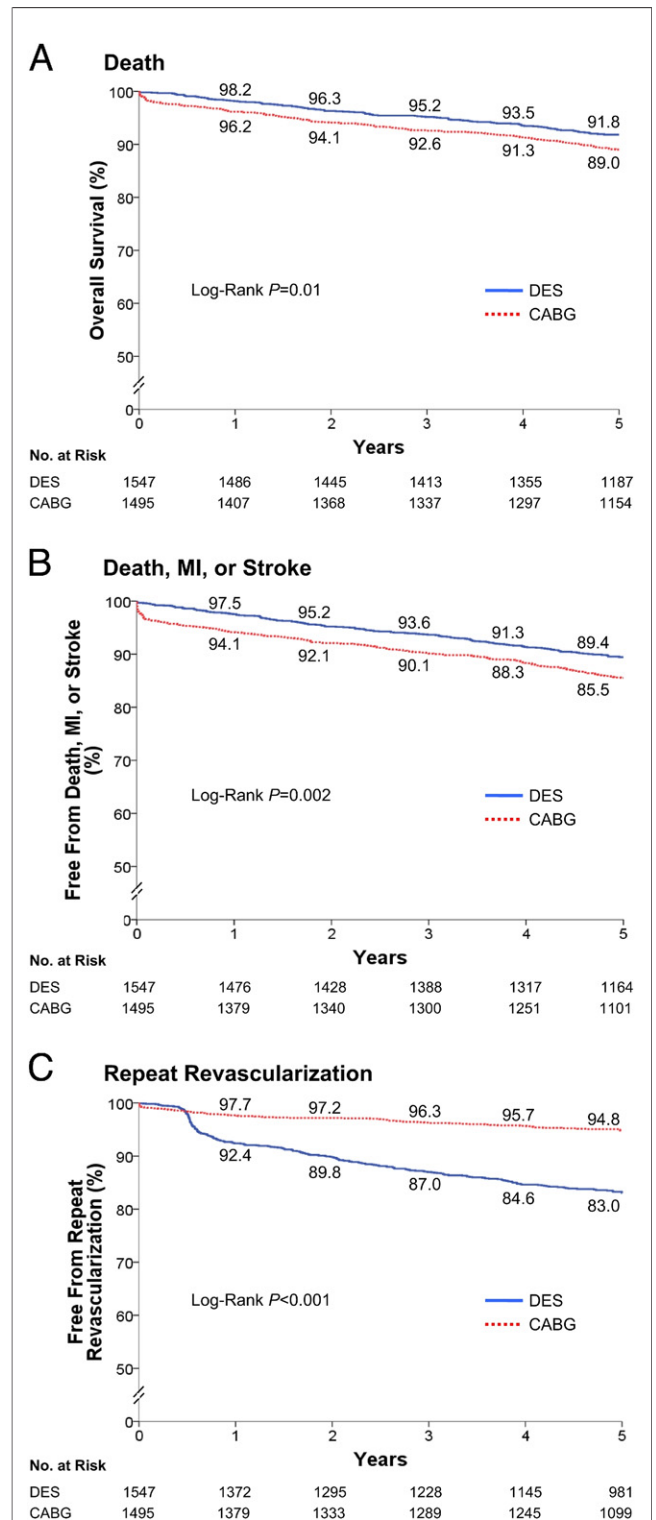 A Death
100
98.2 96.3 95.2 93.5 91.8
96.2 94.1 92.6 91.3 89.0
90
80
70
60
50
0
Overall Survival (%)
Log-Rank P=0.01
DES
CABG
0 1 2 3 4 5
Years
No. at Risk
DES 1547 1486 1445 1413 1355 1187
CABG 1495 1407 1368 1337 1297 1154
B Death, MI, or Stroke
100
97.5 95.2 93.6 91.3 89.4
94.1 92.1 90.1 88.3 85.5
90
80
70
60
50
0
Free From Death, MI, or Stroke
(%)
Log-Rank P=0.002
DES
CABG
0 1 2 3 4 5
Years
No. at Risk
DES 1547 1476 1428 1388 1317 1164
CABG 1495 1379 1340 1300 1251 1101
C Repeat Revascularization
100
97.7 97.2 96.3 95.7 94.8
92.4 89.8 87.0 84.6 83.0
90
80
70
60
50
0
Free From Repeat
Revascularization (%)
Log-Rank P<0.001
DES
CABG
0 1 2 3 4 5
Years
No. at Risk
DES 1547 1372 1295 1228 1145 981
CABG 1495 1379 1333 1289 1245 1099